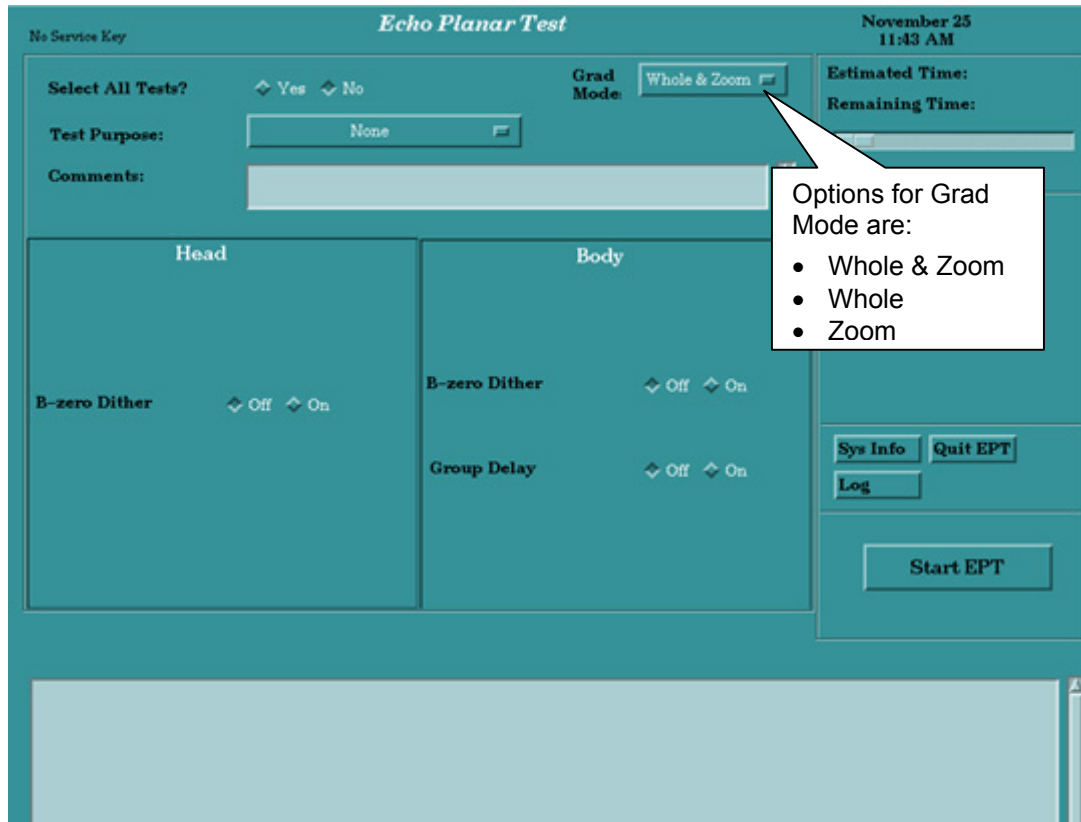 No Service Key
Echo Planar Test
November 25
11:43 AM
Select All Tests?
Yes
No
Grad
Mode:
Whole & Zoom
Test Purpose:
None
Comments:
Estimated Time:
Remaining Time:
Options for Grad
Mode are:
• Whole & Zoom
• Whole
• Zoom
Head
B-zero Dither
Off
On
Body
B-zero Dither
Off
On
Group Delay
Off
On
Sys Info
Quit EPT
Log
Start EPT